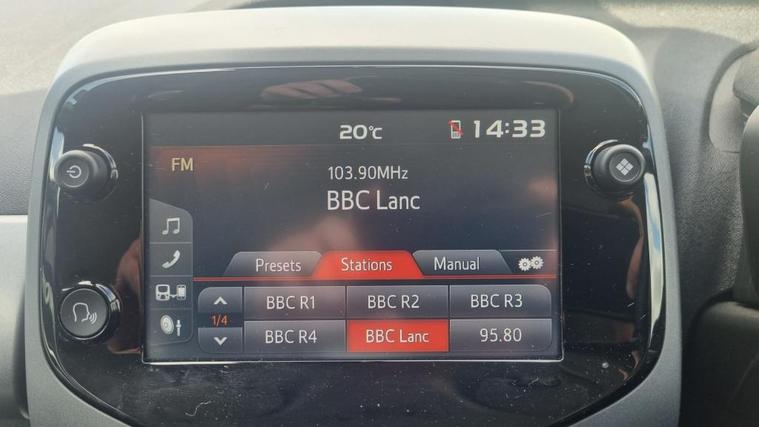 20°C 14:33
FM
103.90MHz
BBC Lanc
Presets Stations Manual
BBC R1 BBC R2 BBC R3
1/4
BBC R4 BBC Lanc 95.80